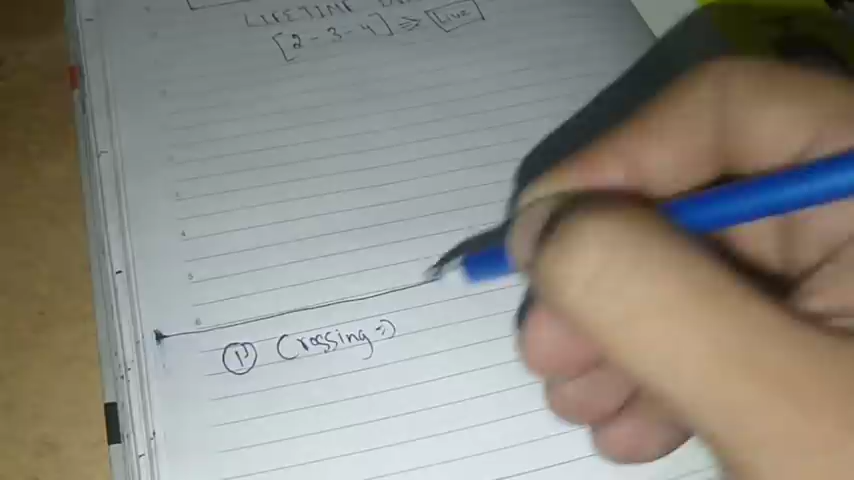 LIFETIME
[2-3-4] ⇒ Live
① Crossing ⇒